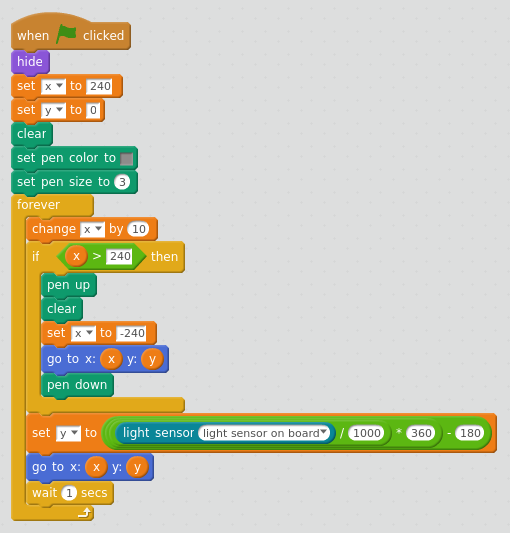 when clicked
hide
set x to 240
set y to 0
clear
set pen color to
set pen size to 3
forever
change x by 10
if x > 240 then
pen up
clear
set x to -240
go to x: x y: y
pen down
set y to light sensor light sensor on board / 1000 * 360 - 180
go to x: x y: y
wait 1 secs